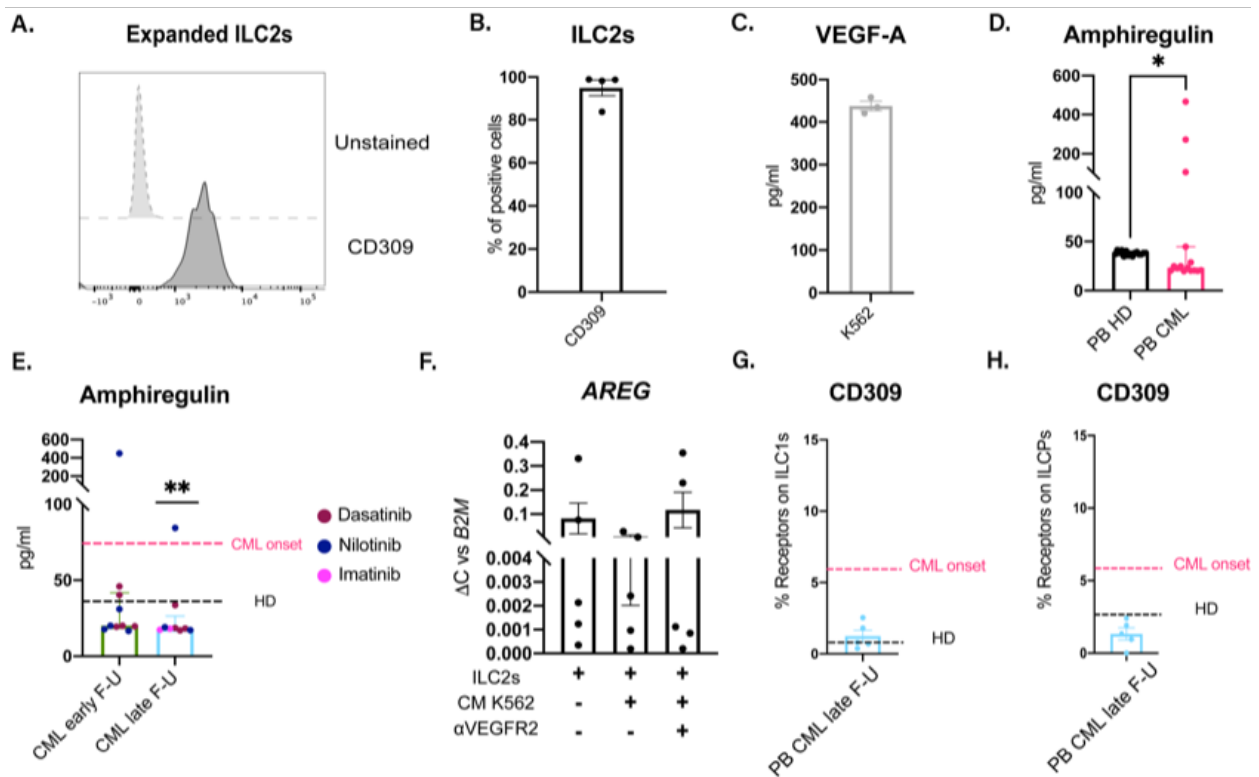 A.
Expanded ILC2s
Unstained
CD309
-10³ 0 10³ 10⁴ 10⁵
B.
ILC2s
% of positive cells
100
80
60
40
20
0
CD309
C.
VEGF-A
pg/ml
500
400
300
200
100
0
K562
D.
Amphiregulin
*
pg/ml
600
400
200
100
50
0
PB HD
PB CML
E.
Amphiregulin
**
pg/ml
600
400
200
100
50
0
CML onset
HD
CML early F-U
CML late F-U
Dasatinib
Nilotinib
Imatinib
F.
AREG
ΔC vs B2M
0.4
0.3
0.2
0.1
0.004
0.003
0.002
0.001
0.000
ILC2s + + +
CM K562 - + +
αVEGFR2 - - +
G.
CD309
% Receptors on ILC1s
15
10
5
0
CML onset
HD
PB CML late F-U
H.
CD309
% Receptors on ILCPs
15
10
5
0
CML onset
HD
PB CML late F-U